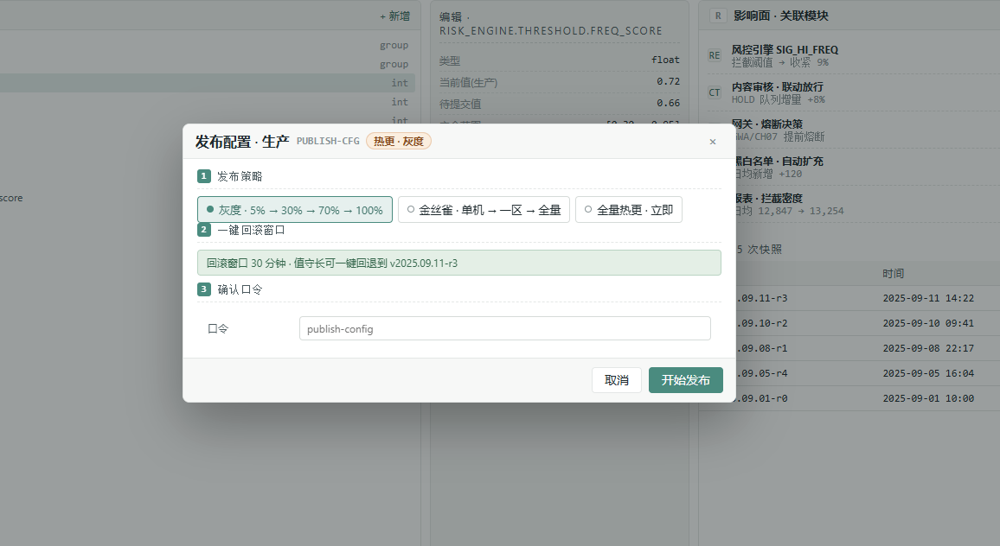 + 新增
group
group
int
int
int
score
编辑 ·
RISK_ENGINE.THRESHOLD.FREQ_SCORE
类型 float
当前值(生产) 0.72
待提交值 0.66
R 影响面 · 关联模块
RE 风控引擎 SIG_HI_FREQ
拦截阈值 → 收紧 9%
CT 内容审核 · 联动放行
HOLD 队列增量 +8%
网关 · 熔断决策
GWA/CH07 提前熔断
黑白名单 · 自动扩充
日均新增 +120
报表 · 拦截密度
日均 12,847 → 13,254
5 次快照
时间
.09.11-r3 2025-09-11 14:22
.09.10-r2 2025-09-10 09:41
.09.08-r1 2025-09-08 22:17
.09.05-r4 2025-09-05 16:04
.09.01-r0 2025-09-01 10:00
发布配置 · 生产 PUBLISH-CFG 热更 · 灰度 ×
1 发布策略
灰度 · 5% → 30% → 70% → 100%
金丝雀 · 单机 → 一区 → 全量
全量热更 · 立即
2 一键回滚窗口
回滚窗口 30 分钟 · 值守长可一键回退到 v2025.09.11-r3
3 确认口令
口令 publish-config
取消 开始发布